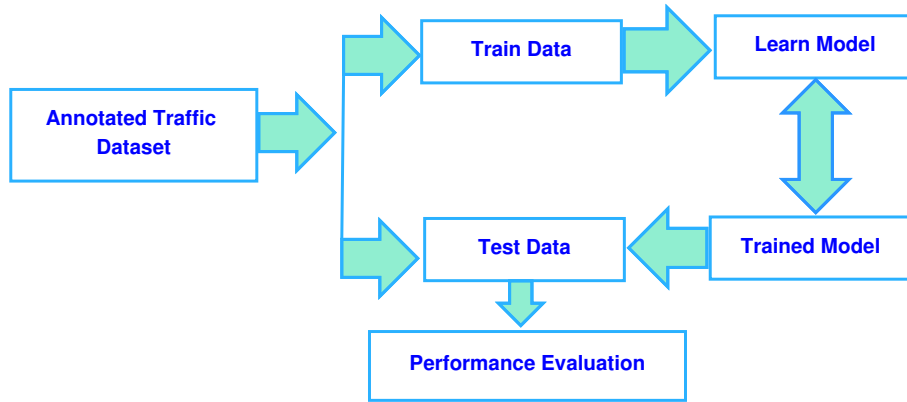 Train Data
Learn Model
Annotated Traffic
Dataset
Test Data
Trained Model
Performance Evaluation